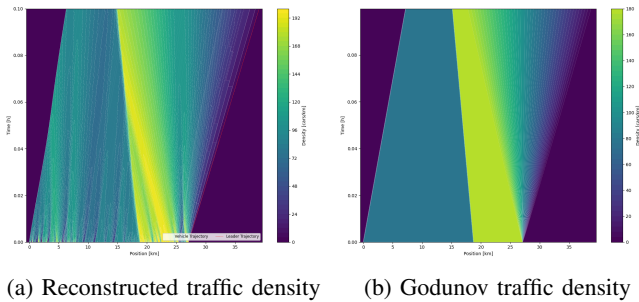 0.10
0.08
0.06
0.04
0.02
0.00
Time [h]
0 5 10 15 20 25 30 35
Position [km]
Vehicle Trajectory Leader Trajectory
192
168
144
120
96
72
48
24
0
Density [cars/km]
0.10
0.08
0.06
0.04
0.02
0.00
Time [h]
0 5 10 15 20 25 30 35
Position [km]
180
160
140
120
100
80
60
40
20
0
Density [cars/km]
(a) Reconstructed traffic density
(b) Godunov traffic density